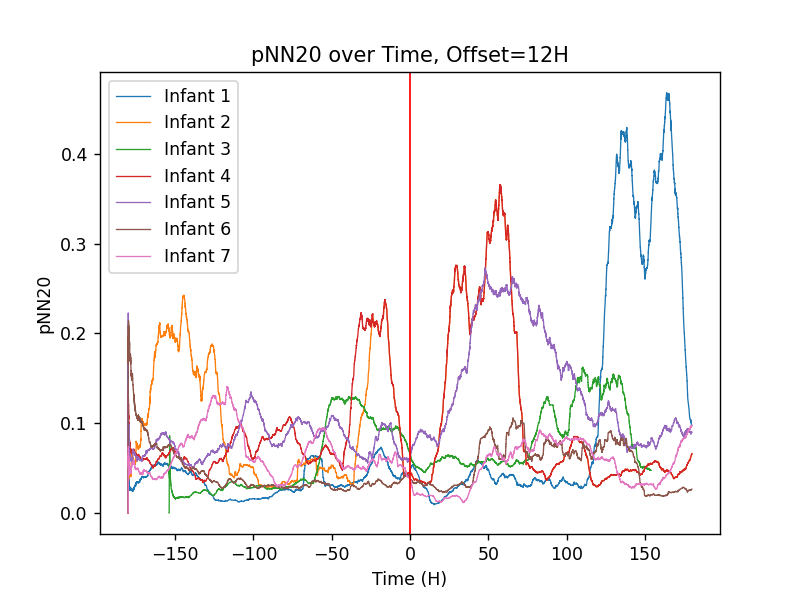 pNN20 over Time, Offset=12H
Infant 1
Infant 2
Infant 3
Infant 4
Infant 5
Infant 6
Infant 7
pNN20
0.4
0.3
0.2
0.1
0.0
−150 −100 −50 0 50 100 150
Time (H)